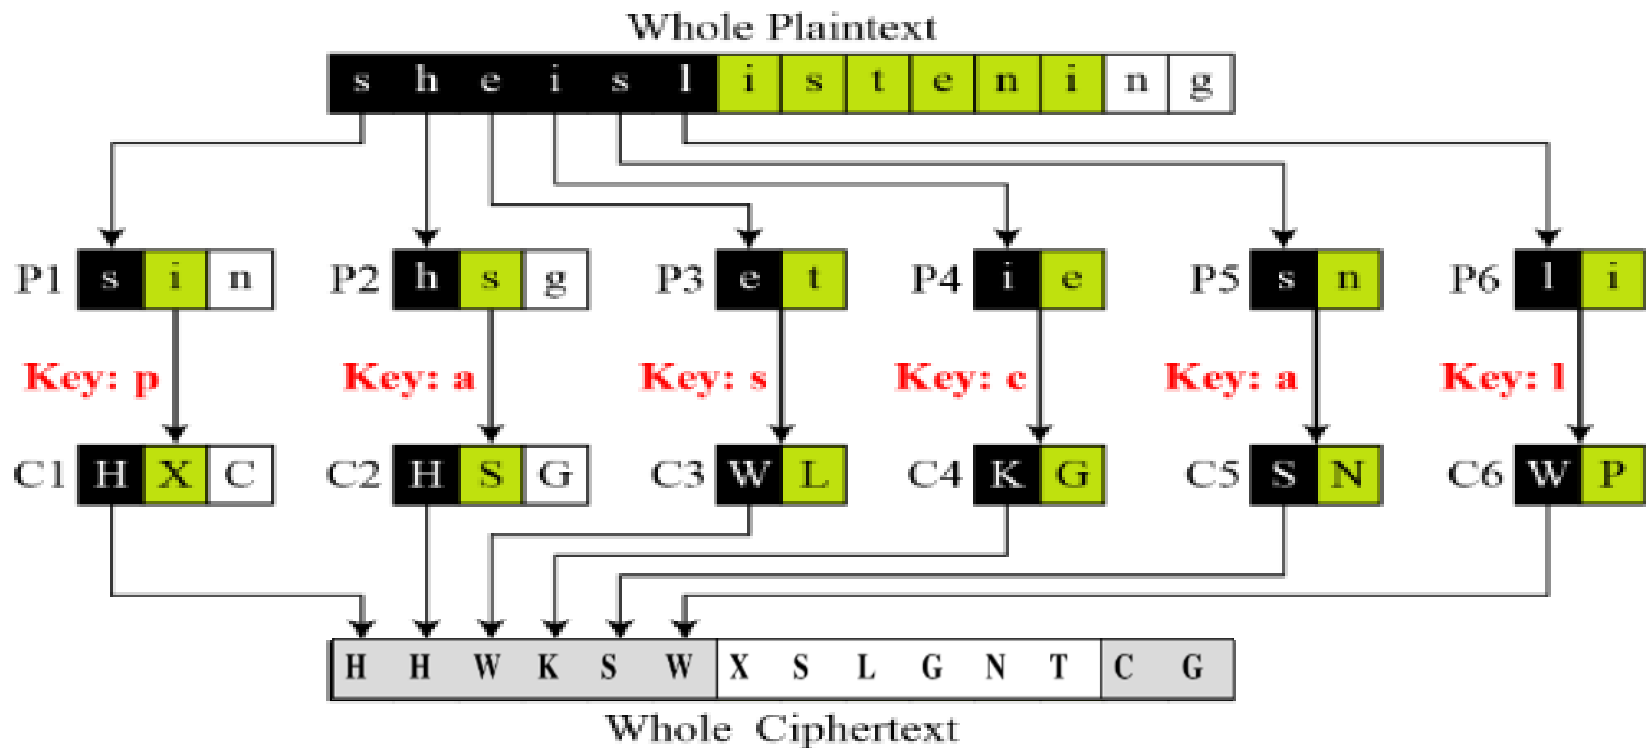 Whole Plaintext
s h e i s l i s t e n i n g
P1 s i n P2 h s g P3 e t P4 i e P5 s n P6 l i
Key: p Key: a Key: s Key: c Key: a Key: l
C1 H X C C2 H S G C3 W L C4 K G C5 S N C6 W P
H H W K S W X S L G N T C G
Whole Ciphertext